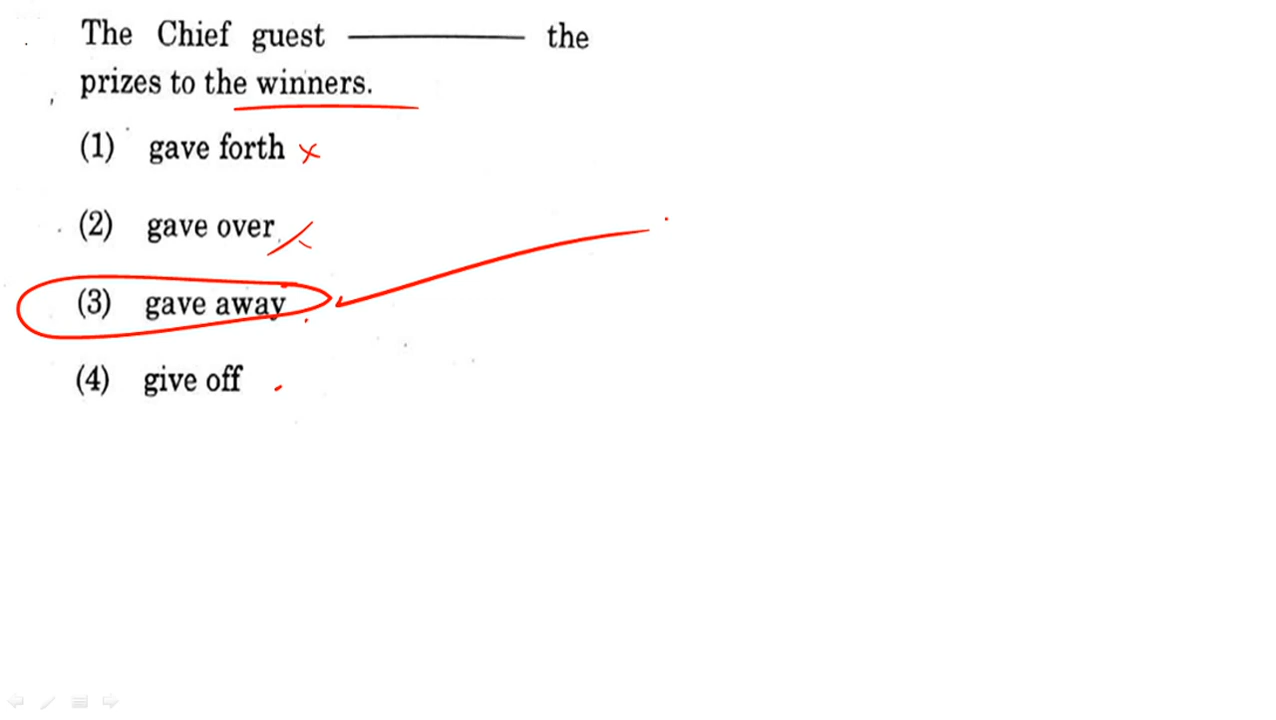 The Chief guest ———— the
prizes to the winners.
(1) gave forth
(2) gave over
(3) gave away
(4) give off